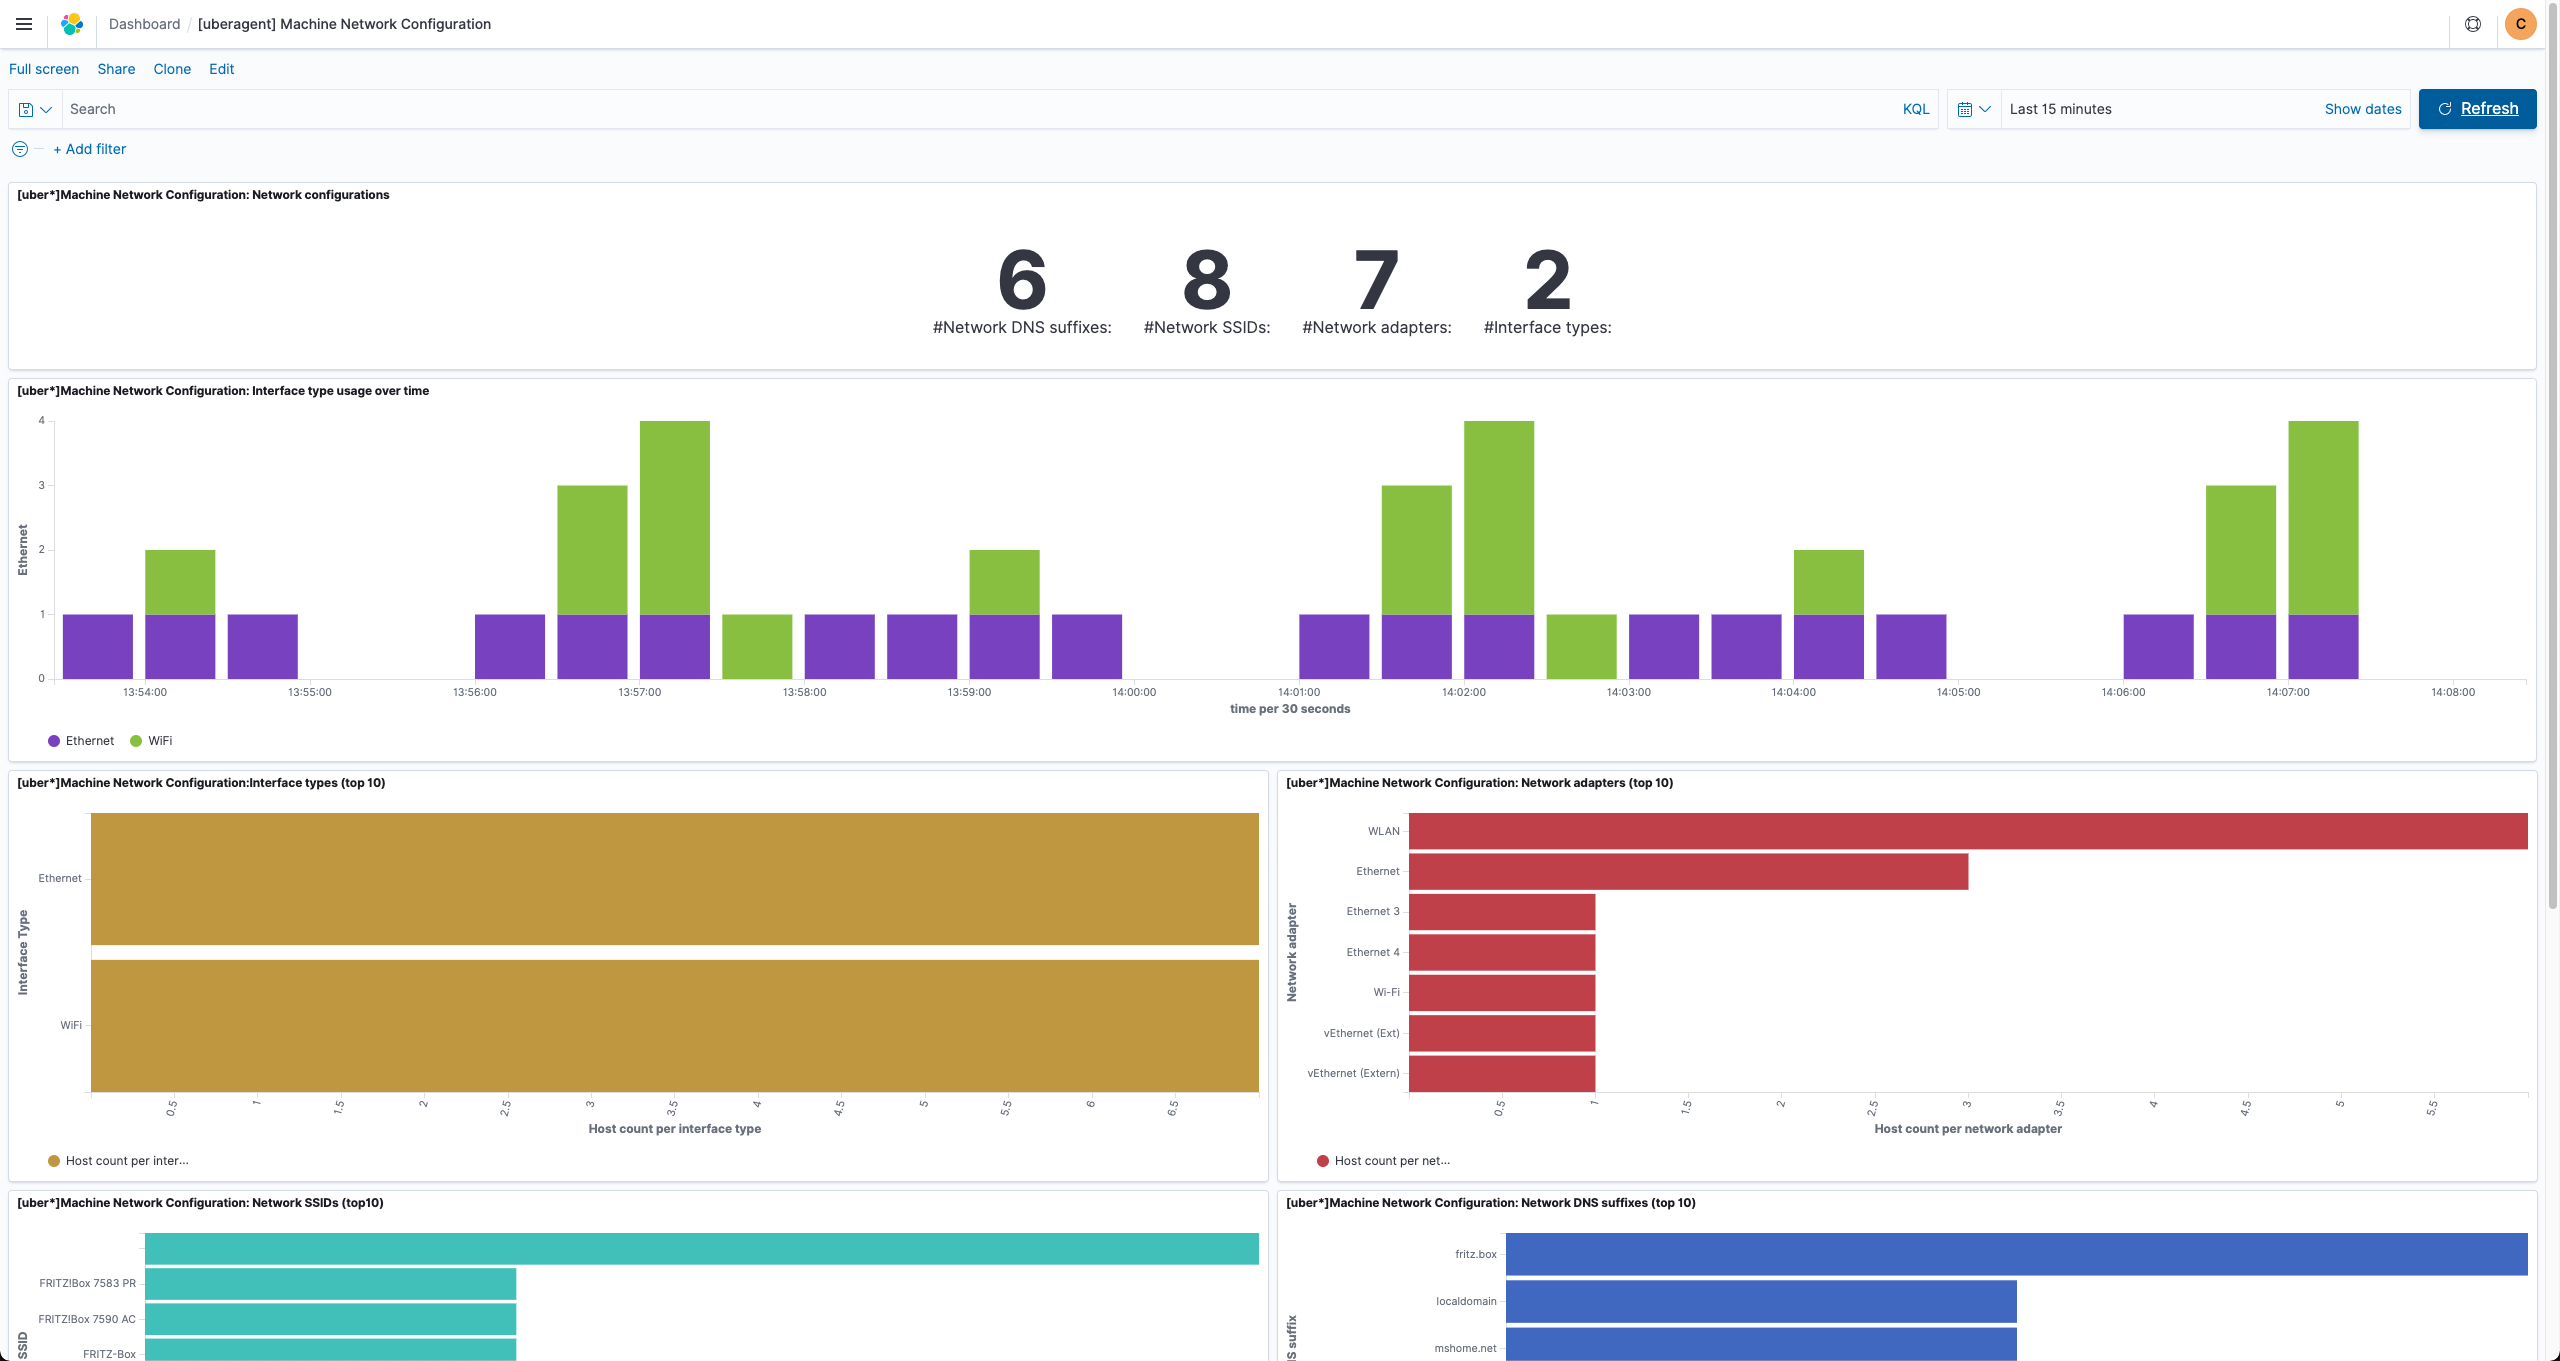 Dashboard / [uberagent] Machine Network Configuration
C
Full screen Share Clone Edit
Search KQL Last 15 minutes Show dates Refresh
+ Add filter
[uber*]Machine Network Configuration: Network configurations
6 8 7 2
#Network DNS suffixes: #Network SSIDs: #Network adapters: #Interface types:
[uber*]Machine Network Configuration: Interface type usage over time
Ethernet
4
3
2
1
0
13:54:00 13:55:00 13:56:00 13:57:00 13:58:00 13:59:00 14:00:00 14:01:00 14:02:00 14:03:00 14:04:00 14:05:00 14:06:00 14:07:00 14:08:00
time per 30 seconds
Ethernet WiFi
[uber*]Machine Network Configuration:Interface types (top 10)
Interface Type
Ethernet
WiFi
0.5 1 1.5 2 2.5 3 3.5 4 4.5 5 5.5 6 6.5
Host count per interface type
Host count per inter...
[uber*]Machine Network Configuration: Network adapters (top 10)
Network adapter
WLAN
Ethernet
Ethernet 3
Ethernet 4
Wi-Fi
vEthernet (Ext)
vEthernet (Extern)
0.5 1 1.5 2 2.5 3 3.5 4 4.5 5 5.5
Host count per network adapter
Host count per net...
[uber*]Machine Network Configuration: Network SSIDs (top10)
SSID
FRITZ!Box 7583 PR
FRITZ!Box 7590 AC
FRITZ-Box
[uber*]Machine Network Configuration: Network DNS suffixes (top 10)
suffix
fritz.box
localdomain
mshome.net